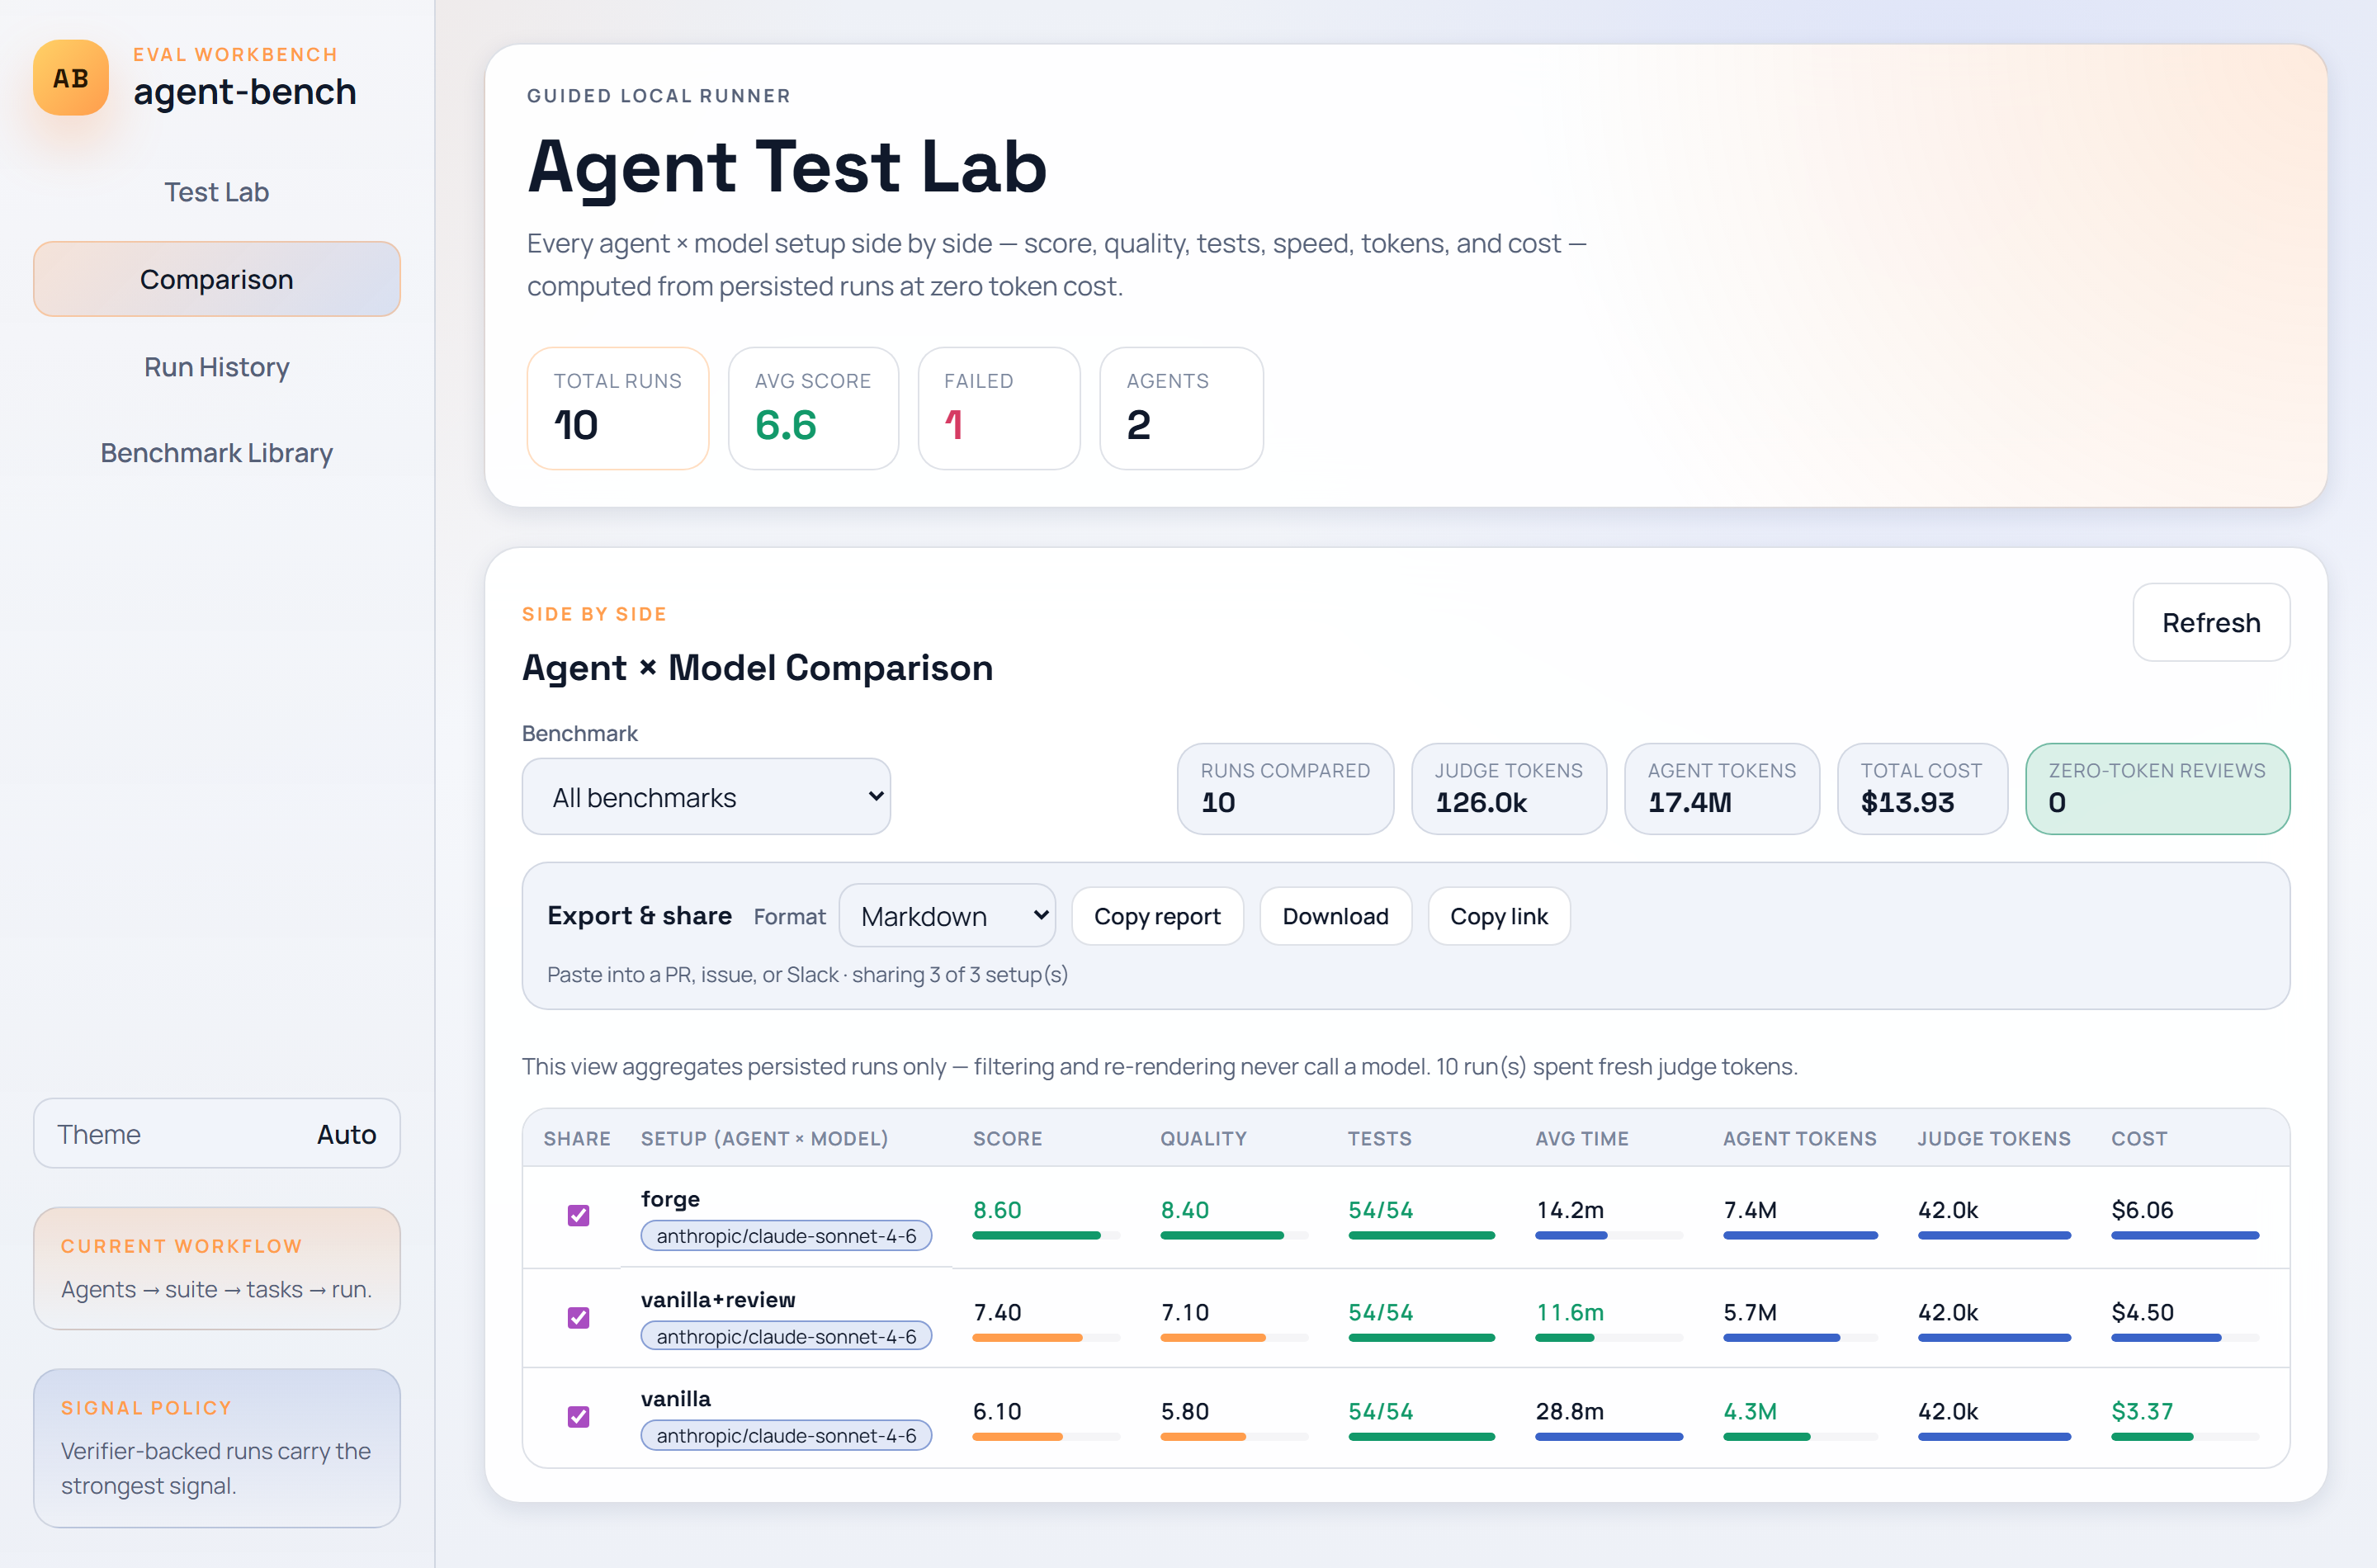 AB
EVAL WORKBENCH
agent-bench
Test Lab
Comparison
Run History
Benchmark Library
Theme Auto
CURRENT WORKFLOW
Agents → suite → tasks → run.
SIGNAL POLICY
Verifier-backed runs carry the
strongest signal.
GUIDED LOCAL RUNNER
Agent Test Lab
Every agent × model setup side by side — score, quality, tests, speed, tokens, and cost —
computed from persisted runs at zero token cost.
TOTAL RUNS AVG SCORE FAILED AGENTS
10 6.6 1 2
SIDE BY SIDE
Refresh
Agent × Model Comparison
Benchmark
All benchmarks
RUNS COMPARED JUDGE TOKENS AGENT TOKENS TOTAL COST ZERO-TOKEN REVIEWS
10 126.0k 17.4M $13.93 0
Export & share Format Markdown Copy report Download Copy link
Paste into a PR, issue, or Slack · sharing 3 of 3 setup(s)
This view aggregates persisted runs only — filtering and re-rendering never call a model. 10 run(s) spent fresh judge tokens.
SHARE SETUP (AGENT × MODEL) SCORE QUALITY TESTS AVG TIME AGENT TOKENS JUDGE TOKENS COST
forge
anthropic/claude-sonnet-4-6 8.60 8.40 54/54 14.2m 7.4M 42.0k $6.06
vanilla+review
anthropic/claude-sonnet-4-6 7.40 7.10 54/54 11.6m 5.7M 42.0k $4.50
vanilla
anthropic/claude-sonnet-4-6 6.10 5.80 54/54 28.8m 4.3M 42.0k $3.37